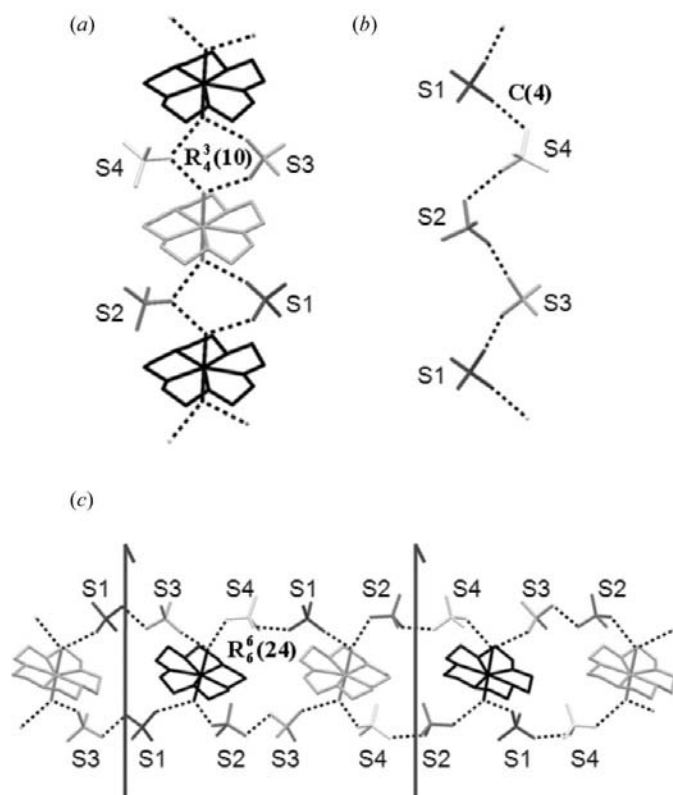 (a) (b)
S1
C(4)
S4 R₄³(10) S3
S4
S2
S2 S1
S3
S1
(c)
S1 S3 S4 S1 S2 S4 S3 S2
R₆⁶(24)
S3 S1 S2 S3 S4 S2 S1 S4